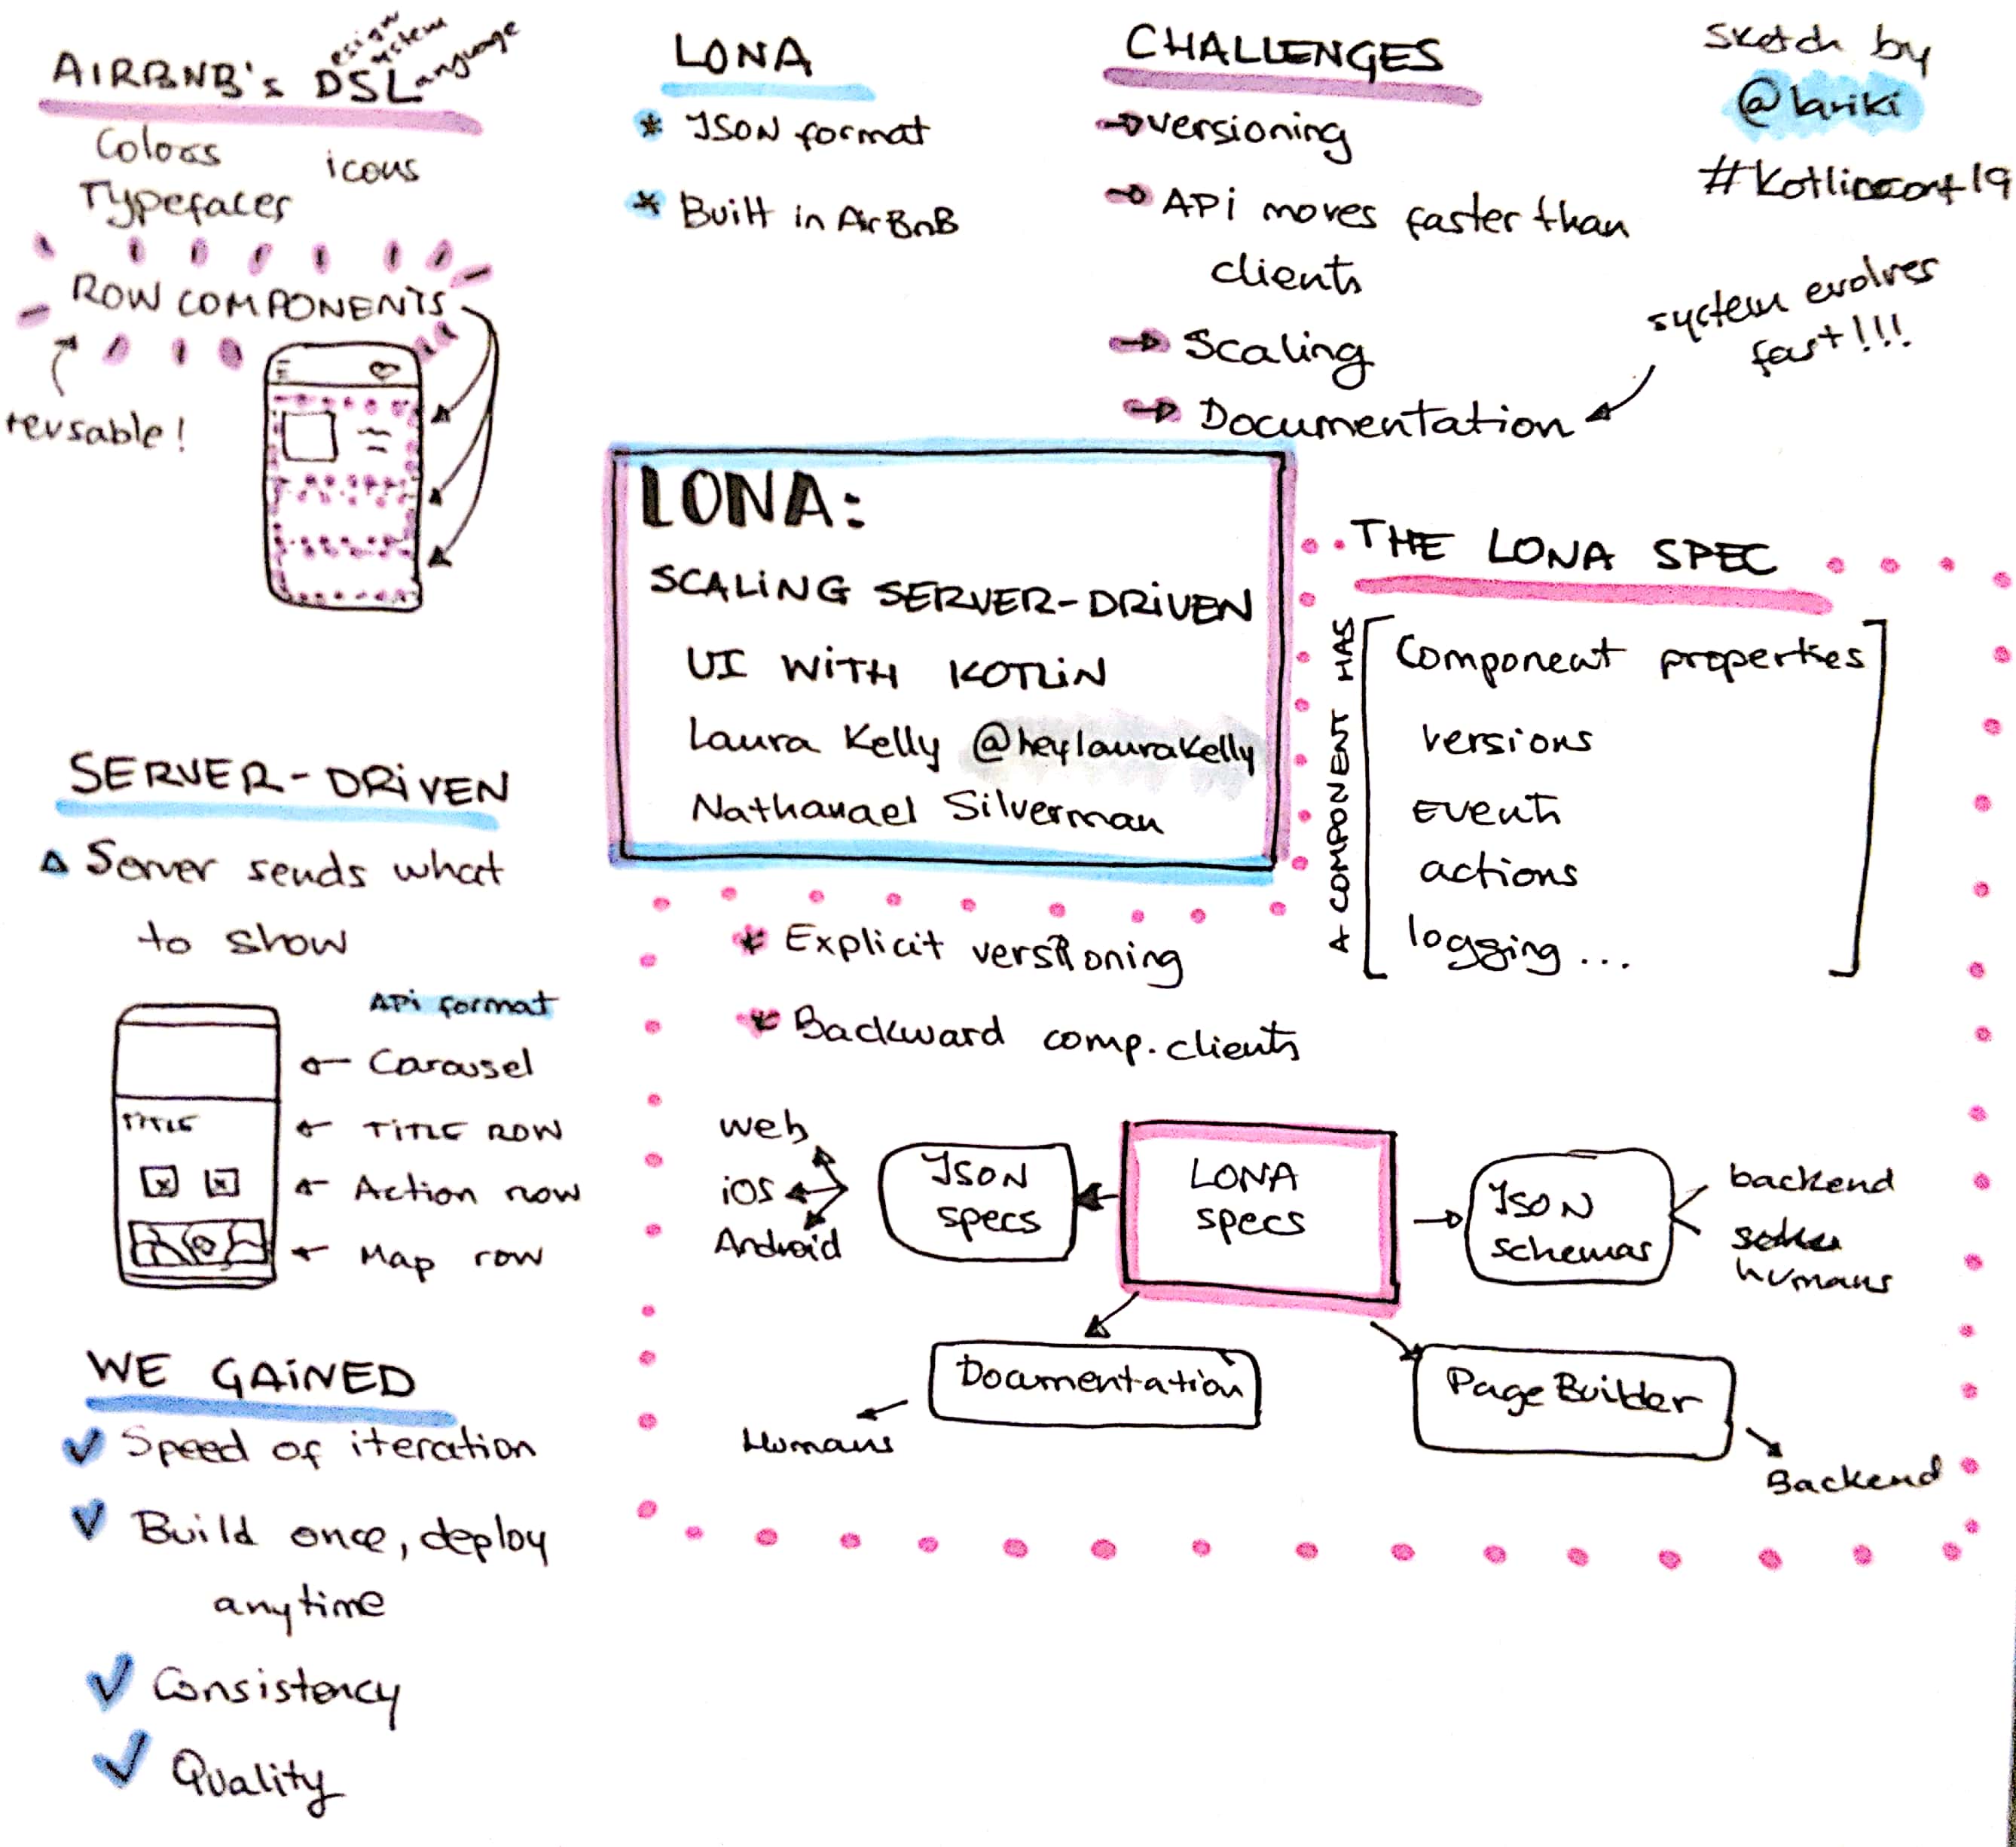 AIRBNB's DSL
esign
ystem
anguage
Colors
icons
Typefaces
ROW COMPONENTS
reusable!
LONA
* JSON format
* Built in AirBnB
CHALLENGES
versioning
API moves faster than
clients
Scaling
Documentation
system evolves
fast!!!
Sketch by
@lariki
#Kotlinconf19
LONA:
SCALING SERVER-DRIVEN
UI WITH KOTLIN
Laura Kelly @heylaurakelly
Nathanael Silverman
THE LONA SPEC
A COMPONENT HAS
Component properties
versions
Events
actions
logging...
SERVER-DRIVEN
Server sends what
to show
API format
Carousel
TITLE
TITLE ROW
Action row
Map row
WE GAINED
Speed of iteration
Build once, deploy
anytime
Consistency
Quality
* Explicit versioning
* Backward comp. clients
web
iOS
Android
JSON
specs
LONA
specs
JSON
schemas
backend
humans
Documentation
Humans
Page Builder
Backend